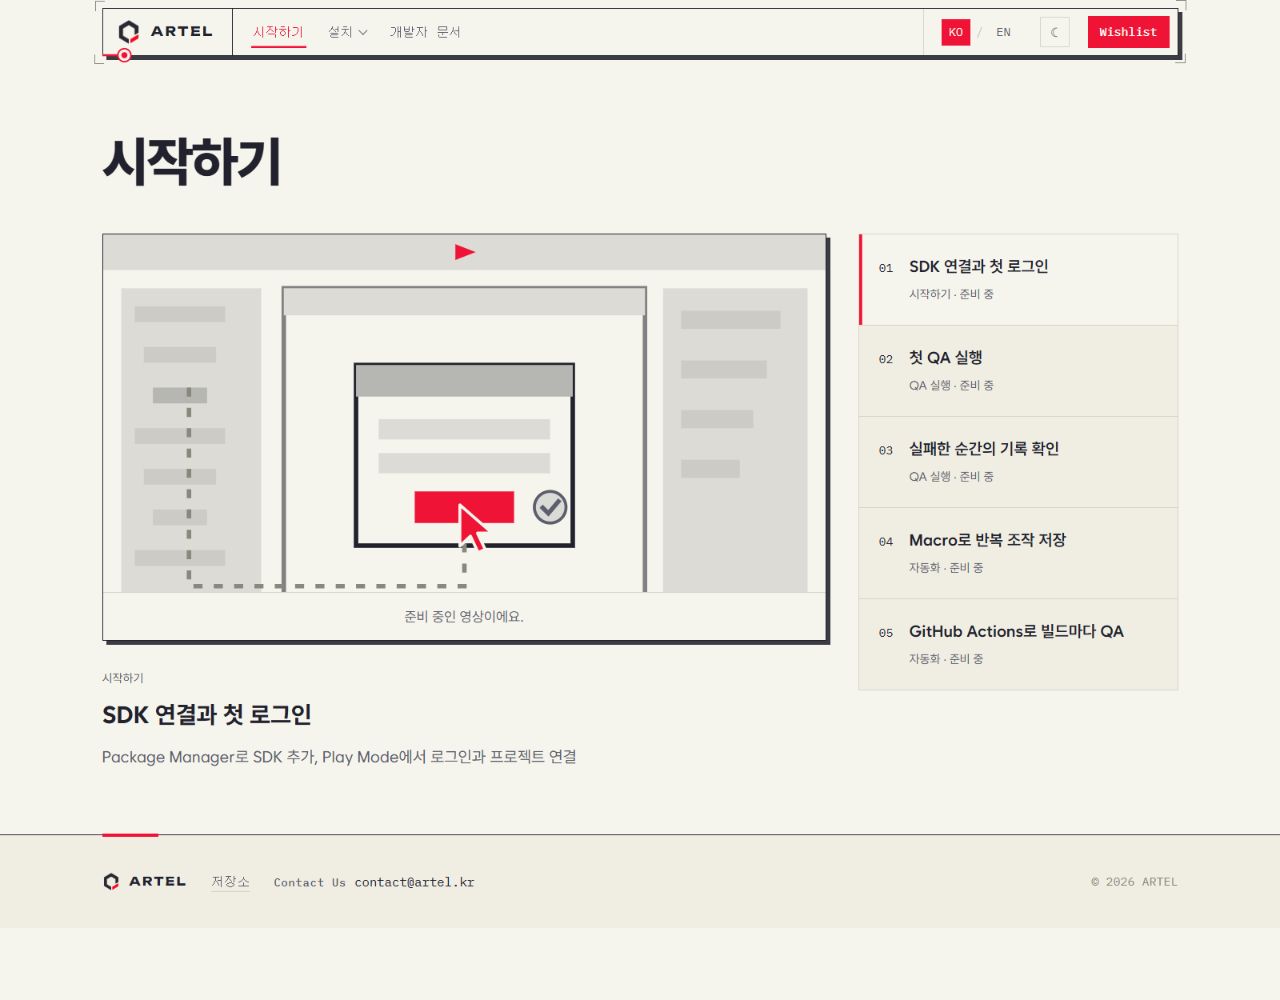 ARTEL
시작하기
설치
개발자 문서
KO / EN
☾
Wishlist
시작하기
준비 중인 영상이에요.
시작하기
SDK 연결과 첫 로그인
Package Manager로 SDK 추가, Play Mode에서 로그인과 프로젝트 연결
01 SDK 연결과 첫 로그인
시작하기 · 준비 중
02 첫 QA 실행
QA 실행 · 준비 중
03 실패한 순간의 기록 확인
QA 실행 · 준비 중
04 Macro로 반복 조작 저장
자동화 · 준비 중
05 GitHub Actions로 빌드마다 QA
자동화 · 준비 중
ARTEL
저장소
Contact Us contact@artel.kr
© 2026 ARTEL